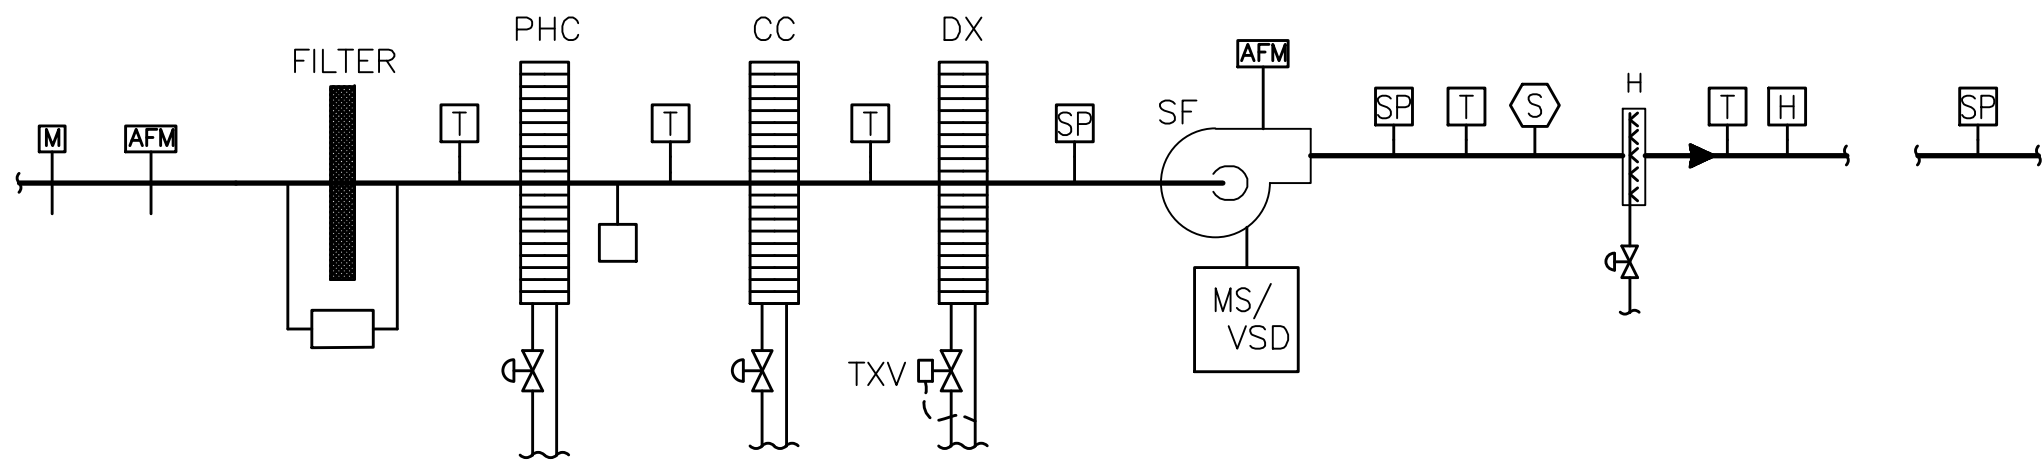 PHC
CC
DX
FILTER
AFM
H
SF
T
T
T
SP
SP
T
S
T
H
SP
M
AFM
MS/
VSD
TXV